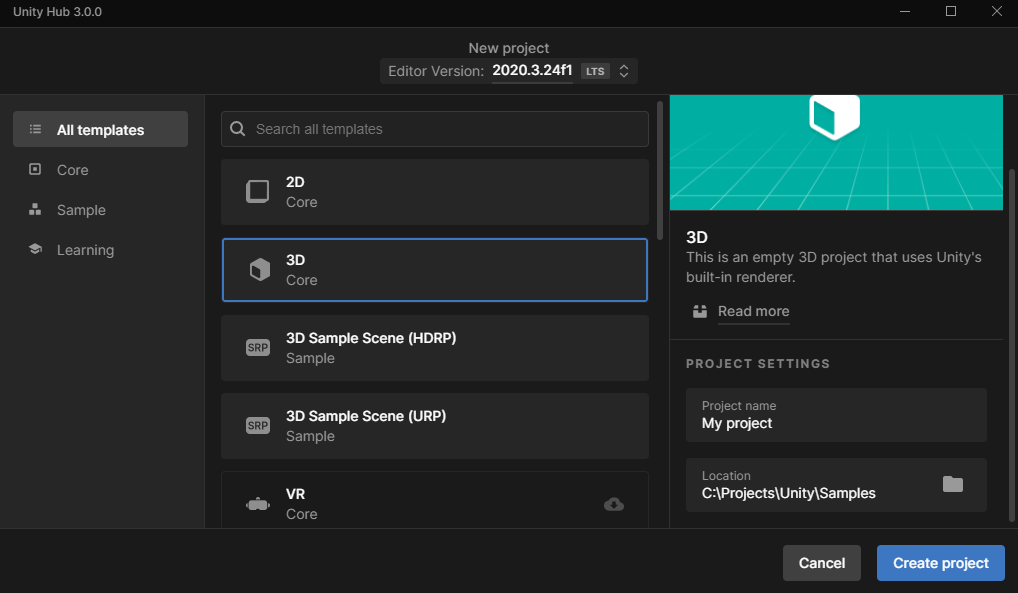 Unity Hub 3.0.0
New project
Editor Version: 2020.3.24f1 LTS
All templates
Core
Sample
Learning
Search all templates
2D
Core
3D
Core
SRP
3D Sample Scene (HDRP)
Sample
SRP
3D Sample Scene (URP)
Sample
VR
Core
3D
This is an empty 3D project that uses Unity's
built-in renderer.
Read more
PROJECT SETTINGS
Project name
My project
Location
C:\Projects\Unity\Samples
Cancel
Create project